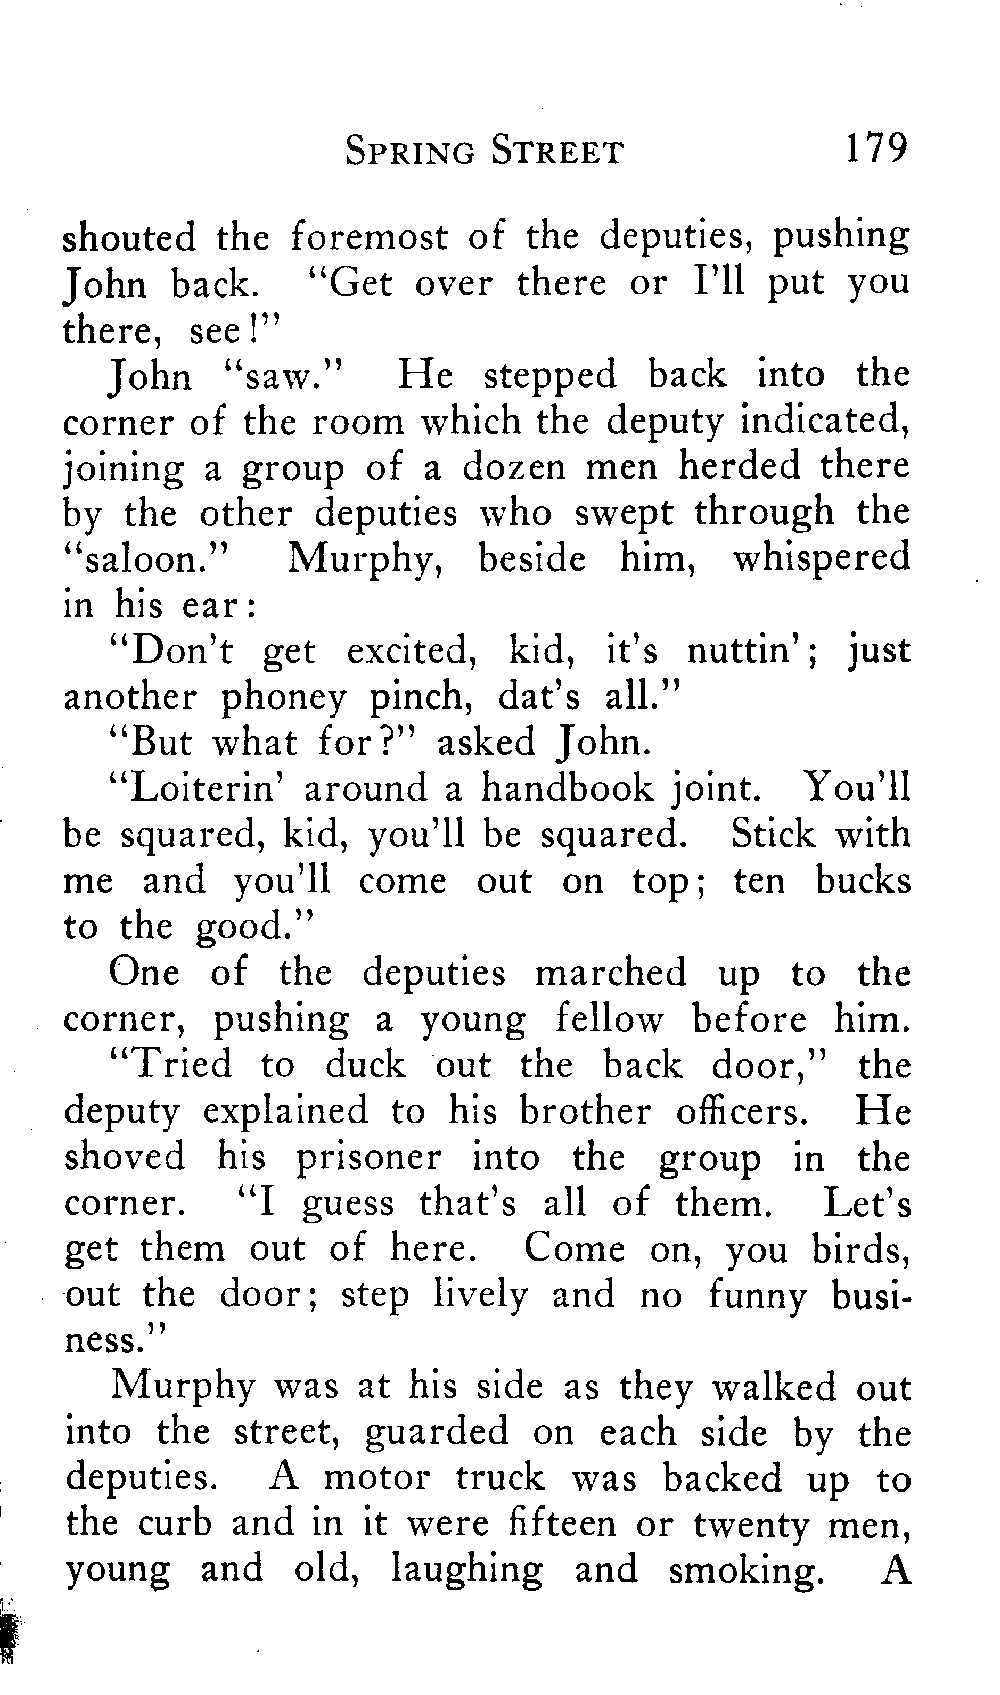 SPRING STREET 179
shouted the foremost of the deputies, pushing
John back. "Get over there or I'll put you
there, see!"
John "saw." He stepped back into the
corner of the room which the deputy indicated,
joining a group of a dozen men herded there
by the other deputies who swept through the
"saloon." Murphy, beside him, whispered
in his ear:
"Don't get excited, kid, it's nuttin'; just
another phoney pinch, dat's all."
"But what for?" asked John.
"Loiterin' around a handbook joint. You'll
be squared, kid, you'll be squared. Stick with
me and you'll come out on top; ten bucks
to the good."
One of the deputies marched up to the
corner, pushing a young fellow before him.
"Tried to duck out the back door," the
deputy explained to his brother officers. He
shoved his prisoner into the group in the
corner. "I guess that's all of them. Let's
get them out of here. Come on, you birds,
out the door; step lively and no funny busi-
ness."
Murphy was at his side as they walked out
into the street, guarded on each side by the
deputies. A motor truck was backed up to
the curb and in it were fifteen or twenty men,
young and old, laughing and smoking. A